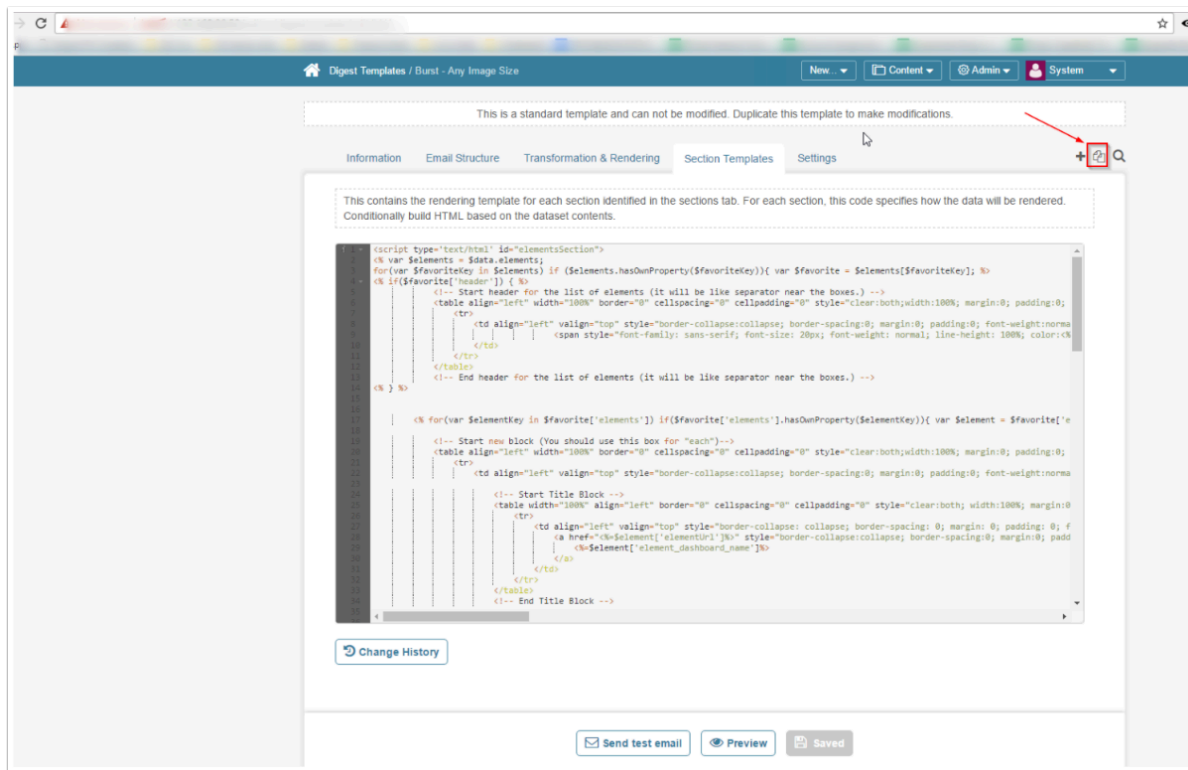 Digest Templates / Burst - Any Image Size
New...
Content
Admin
System
This is a standard template and can not be modified. Duplicate this template to make modifications.
Information
Email Structure
Transformation & Rendering
Section Templates
Settings
This contains the rendering template for each section identified in the sections tab. For each section, this code specifies how the data will be rendered.
Conditionally build HTML based on the dataset contents.
<script type='text/html' id="elementsSection">
<% var $elements = $data.elements;
for(var $favoriteKey in $elements) if ($elements.hasOwnProperty($favoriteKey)){ var $favorite = $elements[$favoriteKey]; %>
<% if($favorite['header']) { %>
<!-- Start header for the list of elements (it will be like separator near the boxes.) -->
<table align="left" width="100%" border="0" cellspacing="0" cellpadding="0" style="clear:both;width:100%; margin:0; padding:0;
<tr>
<td align="left" valign="top" style="border-collapse:collapse; border-spacing:0; margin:0; padding:0; font-weight:norma
<span style="font-family: sans-serif; font-size: 20px; font-weight: normal; line-height: 100%; color:<%
</td>
</tr>
</table>
<!-- End header for the list of elements (it will be like separator near the boxes.) -->
<% } %>
<% for(var $elementKey in $favorite['elements']) if($favorite['elements'].hasOwnProperty($elementKey)){ var $element = $favorite['e
<!-- Start new block (You should use this box for "each")-->
<table align="left" width="100%" border="0" cellspacing="0" cellpadding="0" style="clear:both;width:100%; margin:0; padding:0;
<tr>
<td align="left" valign="top" style="border-collapse:collapse; border-spacing:0; margin:0; padding:0; font-weight:norma
<!-- Start Title Block -->
<table width="100%" align="left" border="0" cellspacing="0" cellpadding="0" style="clear:both; width:100%; margin:0
<tr>
<td align="left" valign="top" style="border-collapse: collapse; border-spacing: 0; margin: 0; padding: 0; f
<a href="<%=$element['elementUrl']%>" style="border-collapse:collapse; border-spacing:0; margin:0; padd
<%=$element['element_dashboard_name']%>
</a>
</td>
</tr>
</table>
<!-- End Title Block -->
Change History
Send test email
Preview
Saved